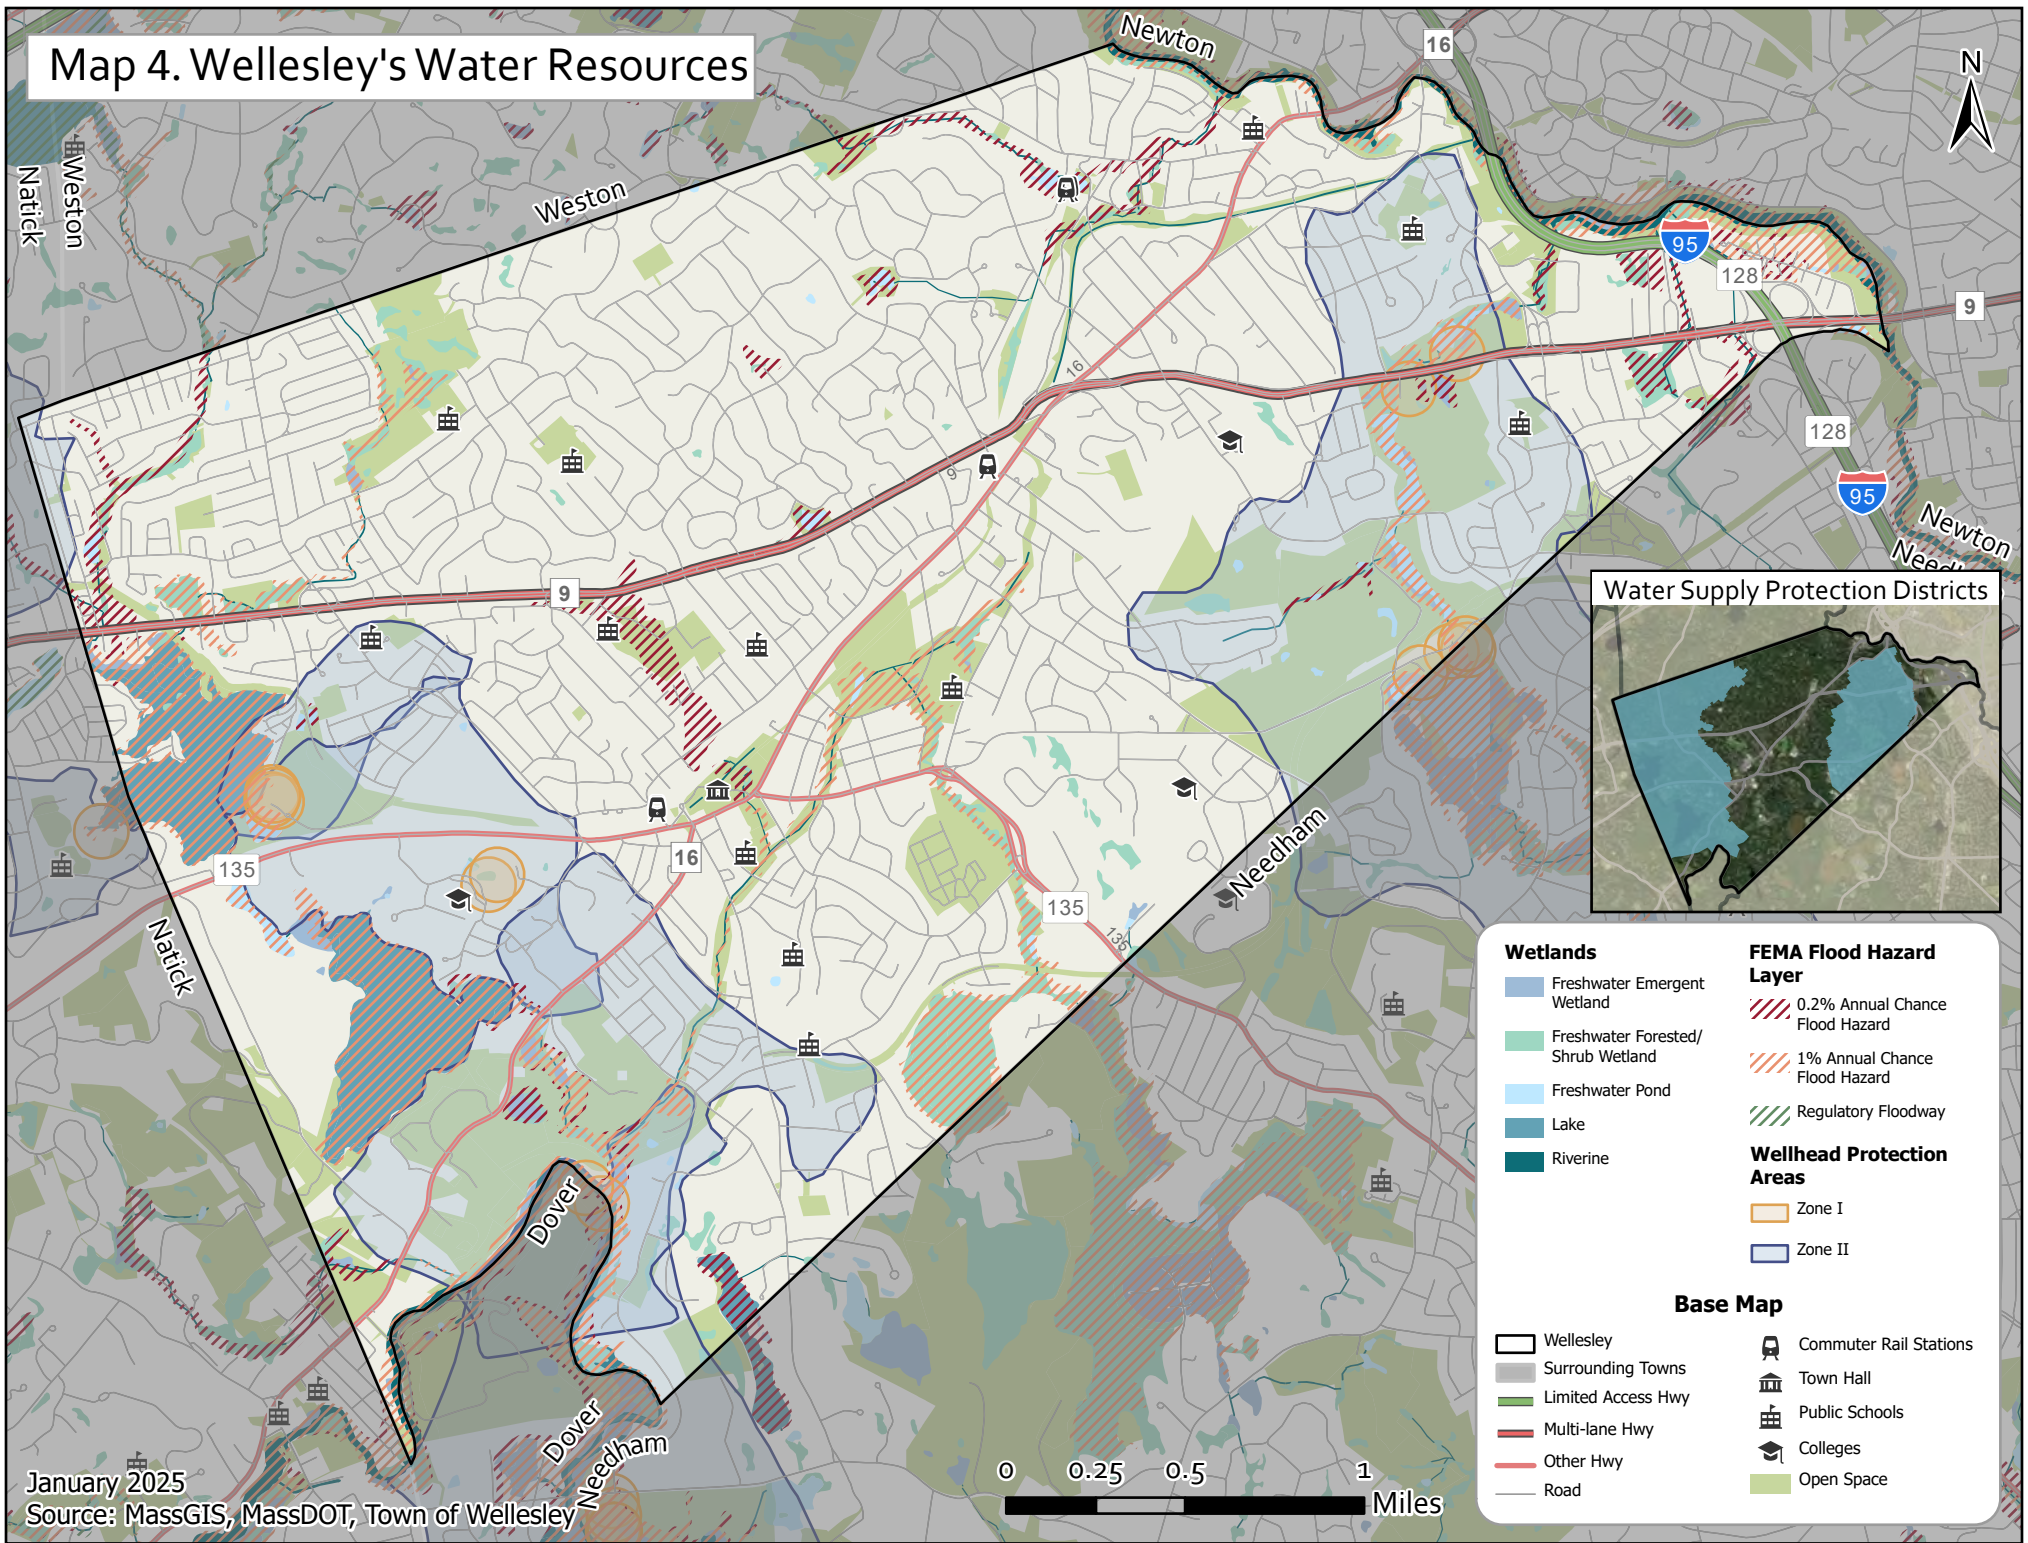 Map 4. Wellesley's Water Resources
Newton
16
N
Natick
Weston
Weston
95
128
9
16
9
128
95
Newton
9
Water Supply Protection Districts
135
16
Needham
135
135
Natick
Dover
Dover
Needham
Wetlands
Freshwater Emergent
Wetland
Freshwater Forested/
Shrub Wetland
Freshwater Pond
Lake
Riverine
FEMA Flood Hazard
Layer
0.2% Annual Chance
Flood Hazard
1% Annual Chance
Flood Hazard
Regulatory Floodway
Wellhead Protection
Areas
Zone I
Zone II
Base Map
Wellesley
Surrounding Towns
Limited Access Hwy
Multi-lane Hwy
Other Hwy
Road
Commuter Rail Stations
Town Hall
Public Schools
Colleges
Open Space
0 0.25 0.5 1
Miles
January 2025
Source: MassGIS, MassDOT, Town of Wellesley